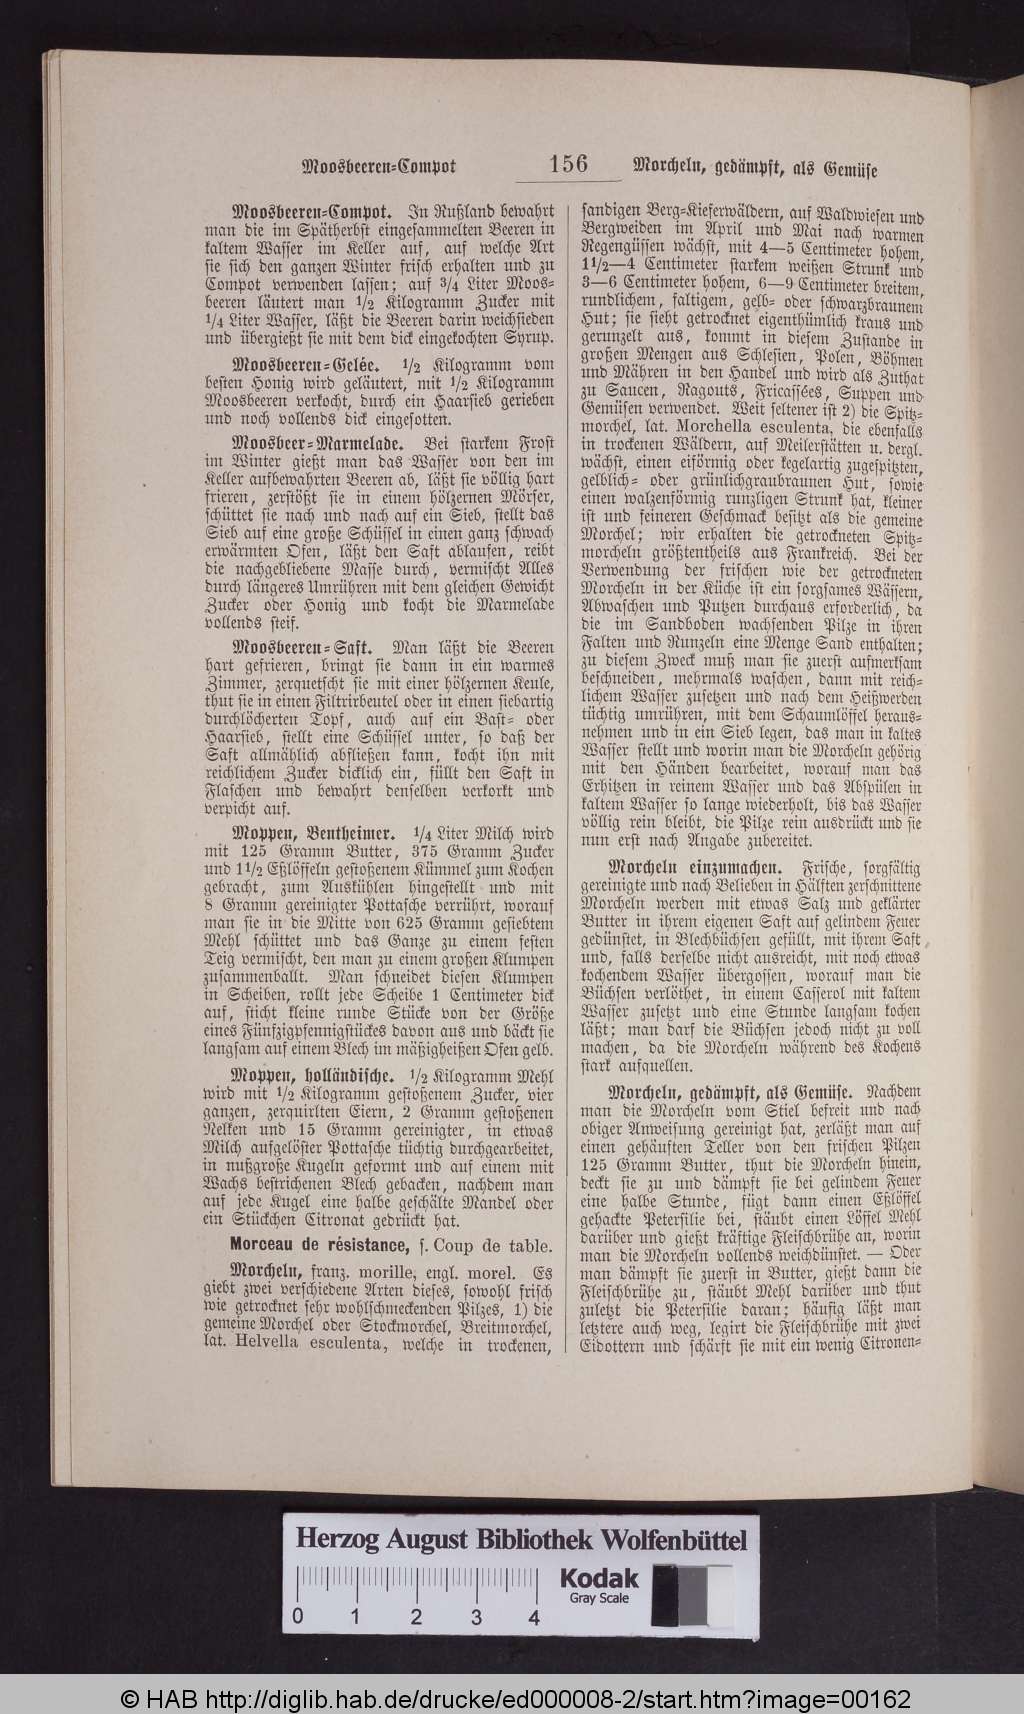 Moosbeeren-Compot
156
Morcheln, gedämpft, als Gemüse
Moosbeeren-Compot. In Rußland bewahrt
man die im Spätherbst eingesammelten Beeren in
kaltem Wasser im Keller auf, auf welche Art
sie sich den ganzen Winter frisch erhalten und zu
Compot verwenden lassen; auf 3/4 Liter Moos-
beeren läutert man 1/2 Kilogramm Zucker mit
1/4 Liter Wasser, läßt die Beeren darin weichsieden
und übergießt sie mit dem dick eingekochten Syrup.
Moosbeeren-Gelée. 1/2 Kilogramm vom
besten Honig wird geläutert, mit 1/2 Kilogramm
Moosbeeren verkocht, durch ein Haarsieb gerieben
und noch vollends dick eingesotten.
Moosbeer-Marmelade. Bei starkem Frost
im Winter gießt man das Wasser von den im
Keller aufbewahrten Beeren ab, läßt sie völlig hart
frieren, zerstößt sie in einem hölzernen Mörser,
schüttet sie nach und nach auf ein Sieb, stellt das
Sieb auf eine große Schüssel in einen ganz schwach
erwärmten Ofen, läßt den Saft ablaufen, reibt
die nachgebliebene Masse durch, vermischt Alles
durch längeres Umrühren mit dem gleichen Gewicht
Zucker oder Honig und kocht die Marmelade
vollends steif.
Moosbeeren-Saft. Man läßt die Beeren
hart gefrieren, bringt sie dann in ein warmes
Zimmer, zerquetscht sie mit einer hölzernen Keule,
thut sie in einen Filtrirbeutel oder in einen siebartig
durchlöcherten Topf, auch auf ein Bast- oder
Haarsieb, stellt eine Schüssel unter, so daß der
Saft allmählich abfließen kann, kocht ihn mit
reichlichem Zucker dicklich ein, füllt den Saft in
Flaschen und bewahrt denselben verkorkt und
verpicht auf.
Moppen, Bentheimer. 1/4 Liter Milch wird
mit 125 Gramm Butter, 375 Gramm Zucker
und 1 1/2 Eßlöffeln gestoßenem Kümmel zum Kochen
gebracht, zum Auskühlen hingestellt und mit
8 Gramm gereinigter Pottasche verrührt, worauf
man sie in die Mitte von 625 Gramm gesiebtem
Mehl schüttet und das Ganze zu einem festen
Teig vermischt, den man zu einem großen Klumpen
zusammenballt. Man schneidet diesen Klumpen
in Scheiben, rollt jede Scheibe 1 Centimeter dick
auf, sticht kleine runde Stücke von der Größe
eines Fünfzigpfennigstückes davon aus und bäckt sie
langsam auf einem Blech im mäßigheißen Ofen gelb.
Moppen, holländische. 1/2 Kilogramm Mehl
wird mit 1/2 Kilogramm gestoßenem Zucker, vier
ganzen, zerquirlten Eiern, 2 Gramm gestoßenen
Nelken und 15 Gramm gereinigter, in etwas
Milch aufgelöster Pottasche tüchtig durchgearbeitet,
in nußgroße Kugeln geformt und auf einem mit
Wachs bestrichenen Blech gebacken, nachdem man
auf jede Kugel eine halbe geschälte Mandel oder
ein Stückchen Citronat gedrückt hat.
Morceau de résistance, s. Coup de table.
Morcheln, franz. morille, engl. morel. Es
giebt zwei verschiedene Arten dieses, sowohl frisch
wie getrocknet sehr wohlschmeckenden Pilzes, 1) die
gemeine Morchel oder Stockmorchel, Breitmorchel,
lat. Helvella esculenta, welche in trockenen,
sandigen Berg-Kieferwäldern, auf Waldwiesen und
Bergweiden im April und Mai nach warmen
Regengüssen wächst, mit 4—5 Centimeter hohem,
1 1/2—4 Centimeter starkem weißen Strunk und
3—6 Centimeter hohem, 6—9 Centimeter breitem,
rundlichem, faltigem, gelb- oder schwarzbraunem
Hut; sie sieht getrocknet eigenthümlich kraus und
gerunzelt aus, kommt in diesem Zustande in
großen Mengen aus Schlesien, Polen, Böhmen
und Mähren in den Handel und wird als Zuthat
zu Saucen, Ragouts, Fricassées, Suppen und
Gemüsen verwendet. Weit seltener ist 2) die Spitz-
morchel, lat. Morchella esculenta, die ebenfalls
in trockenen Wäldern, auf Meilerstätten u. dergl.
wächst, einen eiförmig oder kegelartig zugespitzten,
gelblich- oder grünlichgraubraunen Hut, sowie
einen walzenförmig runzligen Strunk hat, kleiner
ist und feineren Geschmack besitzt als die gemeine
Morchel; wir erhalten die getrockneten Spitz-
morcheln größtentheils aus Frankreich. Bei der
Verwendung der frischen wie der getrockneten
Morcheln in der Küche ist ein sorgsames Wässern,
Abwaschen und Putzen durchaus erforderlich, da
die im Sandboden wachsenden Pilze in ihren
Falten und Runzeln eine Menge Sand enthalten;
zu diesem Zweck muß man sie zuerst aufmerksam
beschneiden, mehrmals waschen, dann mit reich-
lichem Wasser zusetzen und nach dem Heißwerden
tüchtig umrühren, mit dem Schaumlöffel heraus-
nehmen und in ein Sieb legen, das man in kaltes
Wasser stellt und worin man die Morcheln gehörig
mit den Händen bearbeitet, worauf man das
Erhitzen in reinem Wasser und das Abspülen in
kaltem Wasser so lange wiederholt, bis das Wasser
völlig rein bleibt, die Pilze rein ausdrückt und sie
nun erst nach Angabe zubereitet.
Morcheln einzumachen. Frische, sorgfältig
gereinigte und nach Belieben in Hälften zerschnittene
Morcheln werden mit etwas Salz und geklärter
Butter in ihrem eigenen Saft auf gelindem Feuer
gedünstet, in Blechbüchsen gefüllt, mit ihrem Saft
und, falls derselbe nicht ausreicht, mit noch etwas
kochendem Wasser übergossen, worauf man die
Büchsen verlöthet, in einem Casserol mit kaltem
Wasser zusetzt und eine Stunde langsam kochen
läßt; man darf die Büchsen jedoch nicht zu voll
machen, da die Morcheln während des Kochens
stark aufquellen.
Morcheln, gedämpft, als Gemüse. Nachdem
man die Morcheln vom Stiel befreit und nach
obiger Anweisung gereinigt hat, zerläßt man auf
einen gehäuften Teller von den frischen Pilzen
125 Gramm Butter, thut die Morcheln hinein,
deckt sie zu und dämpft sie bei gelindem Feuer
eine halbe Stunde, fügt dann einen Eßlöffel
gehackte Petersilie bei, stäubt einen Löffel Mehl
darüber und gießt kräftige Fleischbrühe an, worin
man die Morcheln vollends weichdünstet. — Oder
man dämpft sie zuerst in Butter, gießt dann die
Fleischbrühe zu, stäubt Mehl darüber und thut
zuletzt die Petersilie daran; häufig läßt man
letztere auch weg, legirt die Fleischbrühe mit zwei
Eidottern und schärft sie mit ein wenig Citronen-
Herzog August Bibliothek Wolfenbüttel
0 1 2 3 4
Kodak
Gray Scale
© HAB http://diglib.hab.de/drucke/ed000008-2/start.htm?image=00162